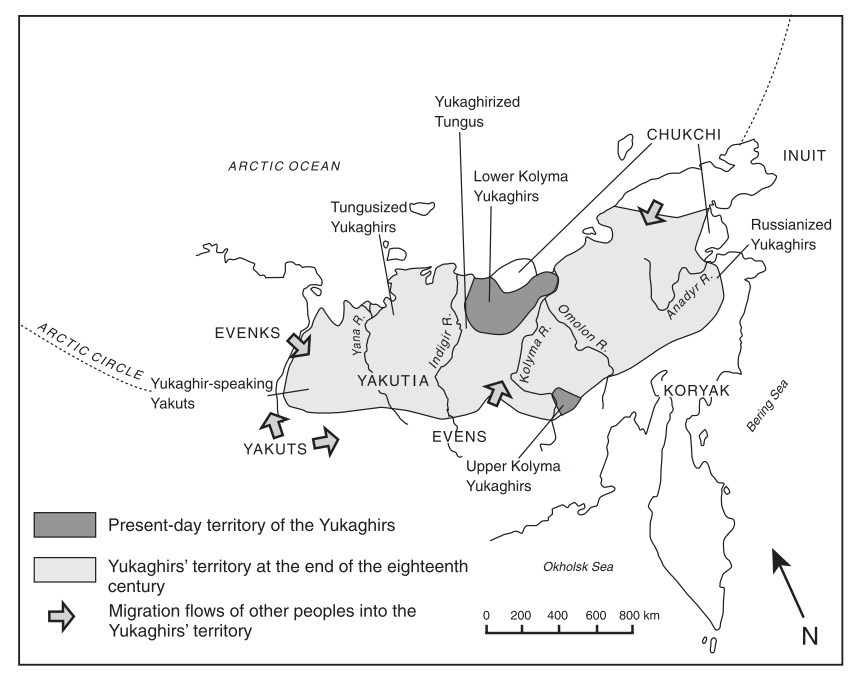 Yukaghirized
Tungus
CHUKCHI
INUIT
ARCTIC OCEAN
Lower Kolyma
Yukaghirs
Tungusized
Yukaghirs
Russianized
Yukaghirs
Anadyr R.
Omolon R.
Yana R.
Indigir R.
Kolyma R.
EVENKS
ARCTIC CIRCLE
Yukaghir-speaking
Yakuts
YAKUTIA
KORYAK
Bering Sea
YAKUTS
EVENS
Upper Kolyma
Yukaghirs
Present-day territory of the Yukaghirs
Yukaghirs’ territory at the end of the eighteenth
century
Migration flows of other peoples into the
Yukaghirs’ territory
Okholsk Sea
0 200 400 600 800 km
N